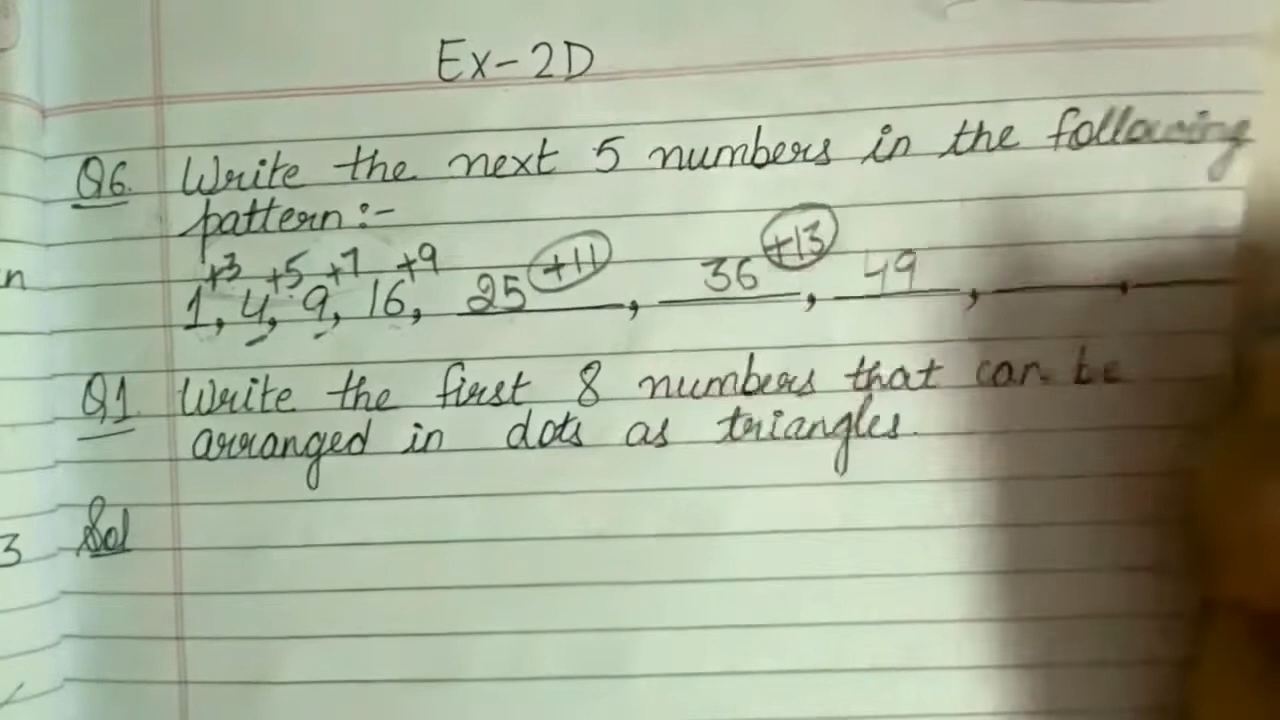 Ex-2D
Q6. Write the next 5 numbers in the following
pattern:-
+3 +5 +7 +9 +11 +13
1, 4, 9, 16, 25, 36, 49,
Q1 Write the first 8 numbers that can be
arranged in dots as triangles.
Sol
n
3